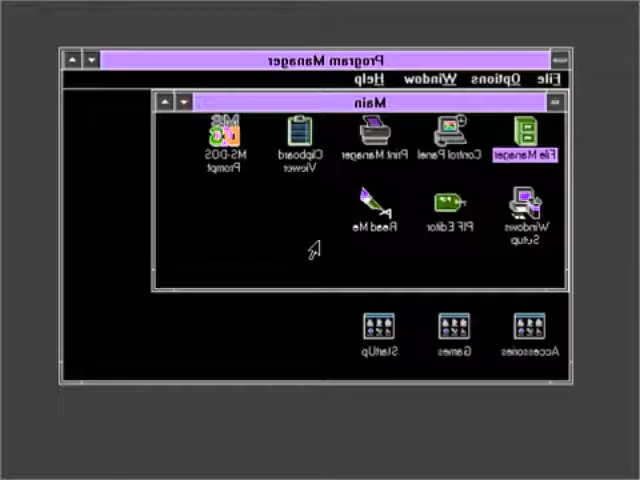 Program Manager
File Options Window Help
Main
File Manager
Control Panel
Print Manager
Clipboard
Viewer
MS-DOS
Prompt
Windows
Setup
PIF Editor
Read Me
Accessories
Games
StartUp